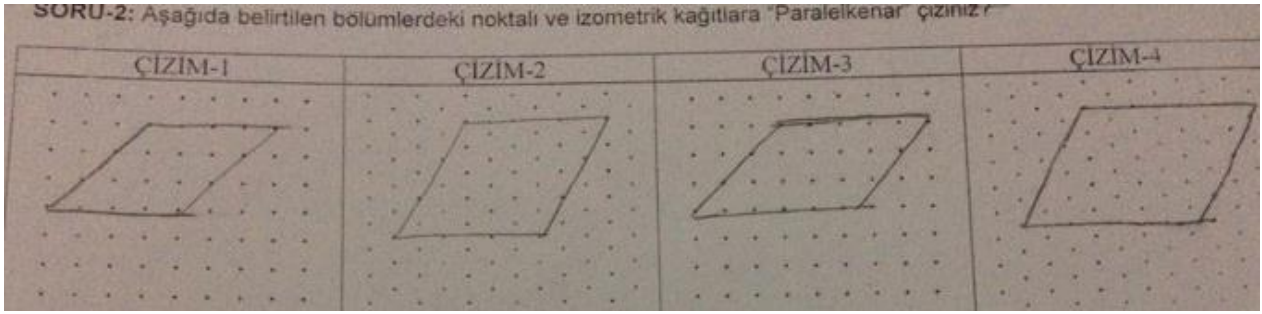 SORU-2: Aşağıda belirtilen bölümlerdeki noktalı ve izometrik kağıtlara "Paralelkenar" çiziniz?
ÇİZİM-1 ÇİZİM-2 ÇİZİM-3 ÇİZİM-4